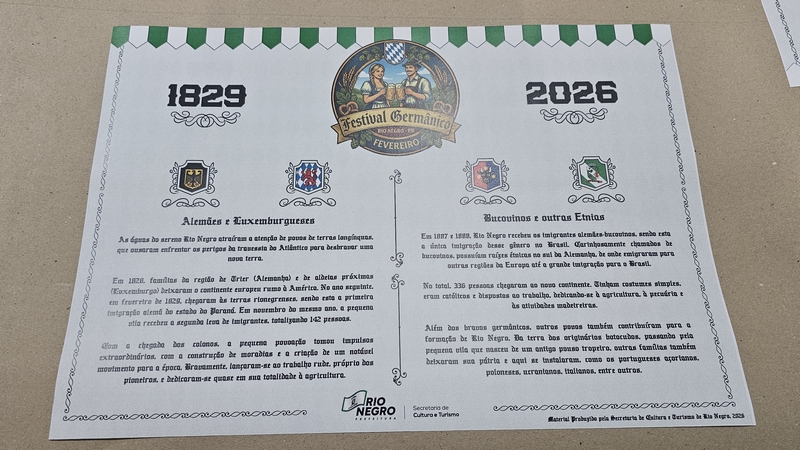 1829
2026
Festival Germânico
RIO NEGRO - PR
FEVEREIRO
Alemães e Luxemburgueses
As águas do sereno Rio Negro atraíram a atenção de povos de terras longínquas,
que ousaram enfrentar os perigos da travessia do Atlântico para desbravar uma
nova terra.
Em 1828, famílias da região de Trier (Alemanha) e de aldeias próximas
(Luxemburgo) deixaram o continente europeu rumo à América. No ano seguinte,
em fevereiro de 1829, chegaram às terras rionegrenses, sendo esta a primeira
imigração alemã do estado do Paraná. Em novembro do mesmo ano, a pequena
vila recebeu a segunda leva de imigrantes, totalizando 142 pessoas.
Com a chegada dos colonos, a pequena povoação tomou impulsos
extraordinários, com a construção de moradias e a criação de um notável
movimento para a época. Bravamente, lançaram-se ao trabalho rude, próprio dos
pioneiros, e dedicaram-se quase em sua totalidade à agricultura.
Bucovinos e outras Etnias
Em 1887 e 1888, Rio Negro recebeu os imigrantes alemães-bucovinos, sendo esta
a única imigração desse gênero no Brasil. Carinhosamente chamados de
bucovinos, possuíam raízes étnicas no sul da Alemanha, de onde emigraram para
outras regiões da Europa até a grande imigração para o Brasil.
No total, 336 pessoas chegaram ao novo continente. Tinham costumes simples,
eram católicos e dispostos ao trabalho, dedicando-se à agricultura, à pecuária e
às atividades madeireiras.
Além dos bravos germânicos, outros povos também contribuíram para a
formação de Rio Negro. Da terra dos originários botocudos, passando pela
pequena vila que nasceu de um antigo pouso tropeiro, outras famílias também
deixaram sua pátria e aqui se instalaram, como os portugueses açorianos,
poloneses, ucranianos, italianos, entre outros.
RIO
NEGRO
PREFEITURA
Secretaria de
Cultura e Turismo
Material Produzido pela Secretaria de Cultura e Turismo de Rio Negro, 2026